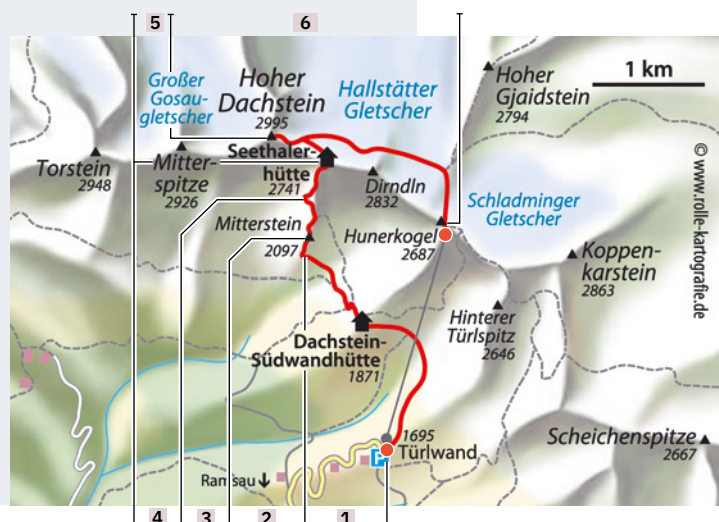 5
6
1 km
Großer
Gosau-
gletscher
Hoher
Dachstein
2995
Hallstätter
Gletscher
Hoher
Gjaidstein
2794
Torstein
2948
Mitter-
spitze
2926
Seethaler-
hütte
2741
Dirndln
2832
Schladminger
Gletscher
Mitterstein
2097
Hunerkogel
2687
Koppen-
karstein
2863
Hinterer
Türlspitz
2646
Dachstein-
Südwandhütte
1871
1695
Türlwand
P
Ramsau
Scheichenspitze
2667
© www.rolle-kartografie.de
4
3
2
1